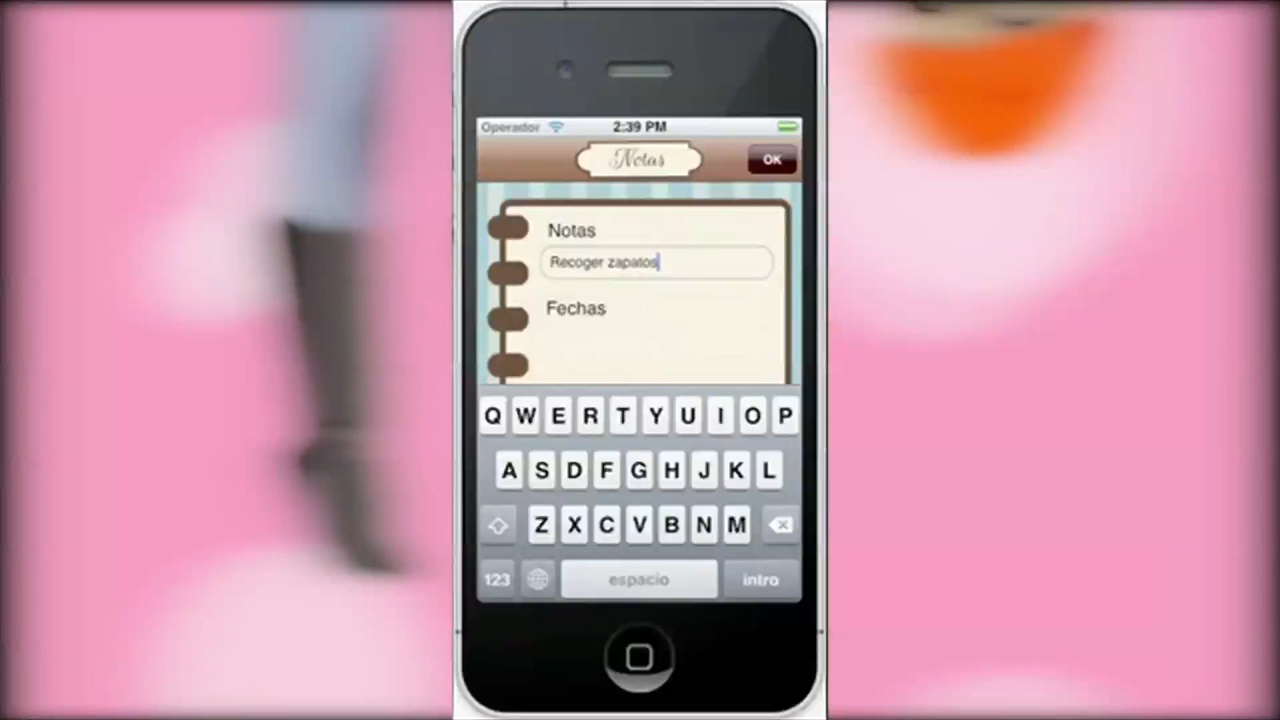 Operador 2:39 PM
Notas OK
Notas
Recoger zapatos
Fechas
Q W E R T Y U I O P
A S D F G H J K L
Z X C V B N M
123 espacio intro